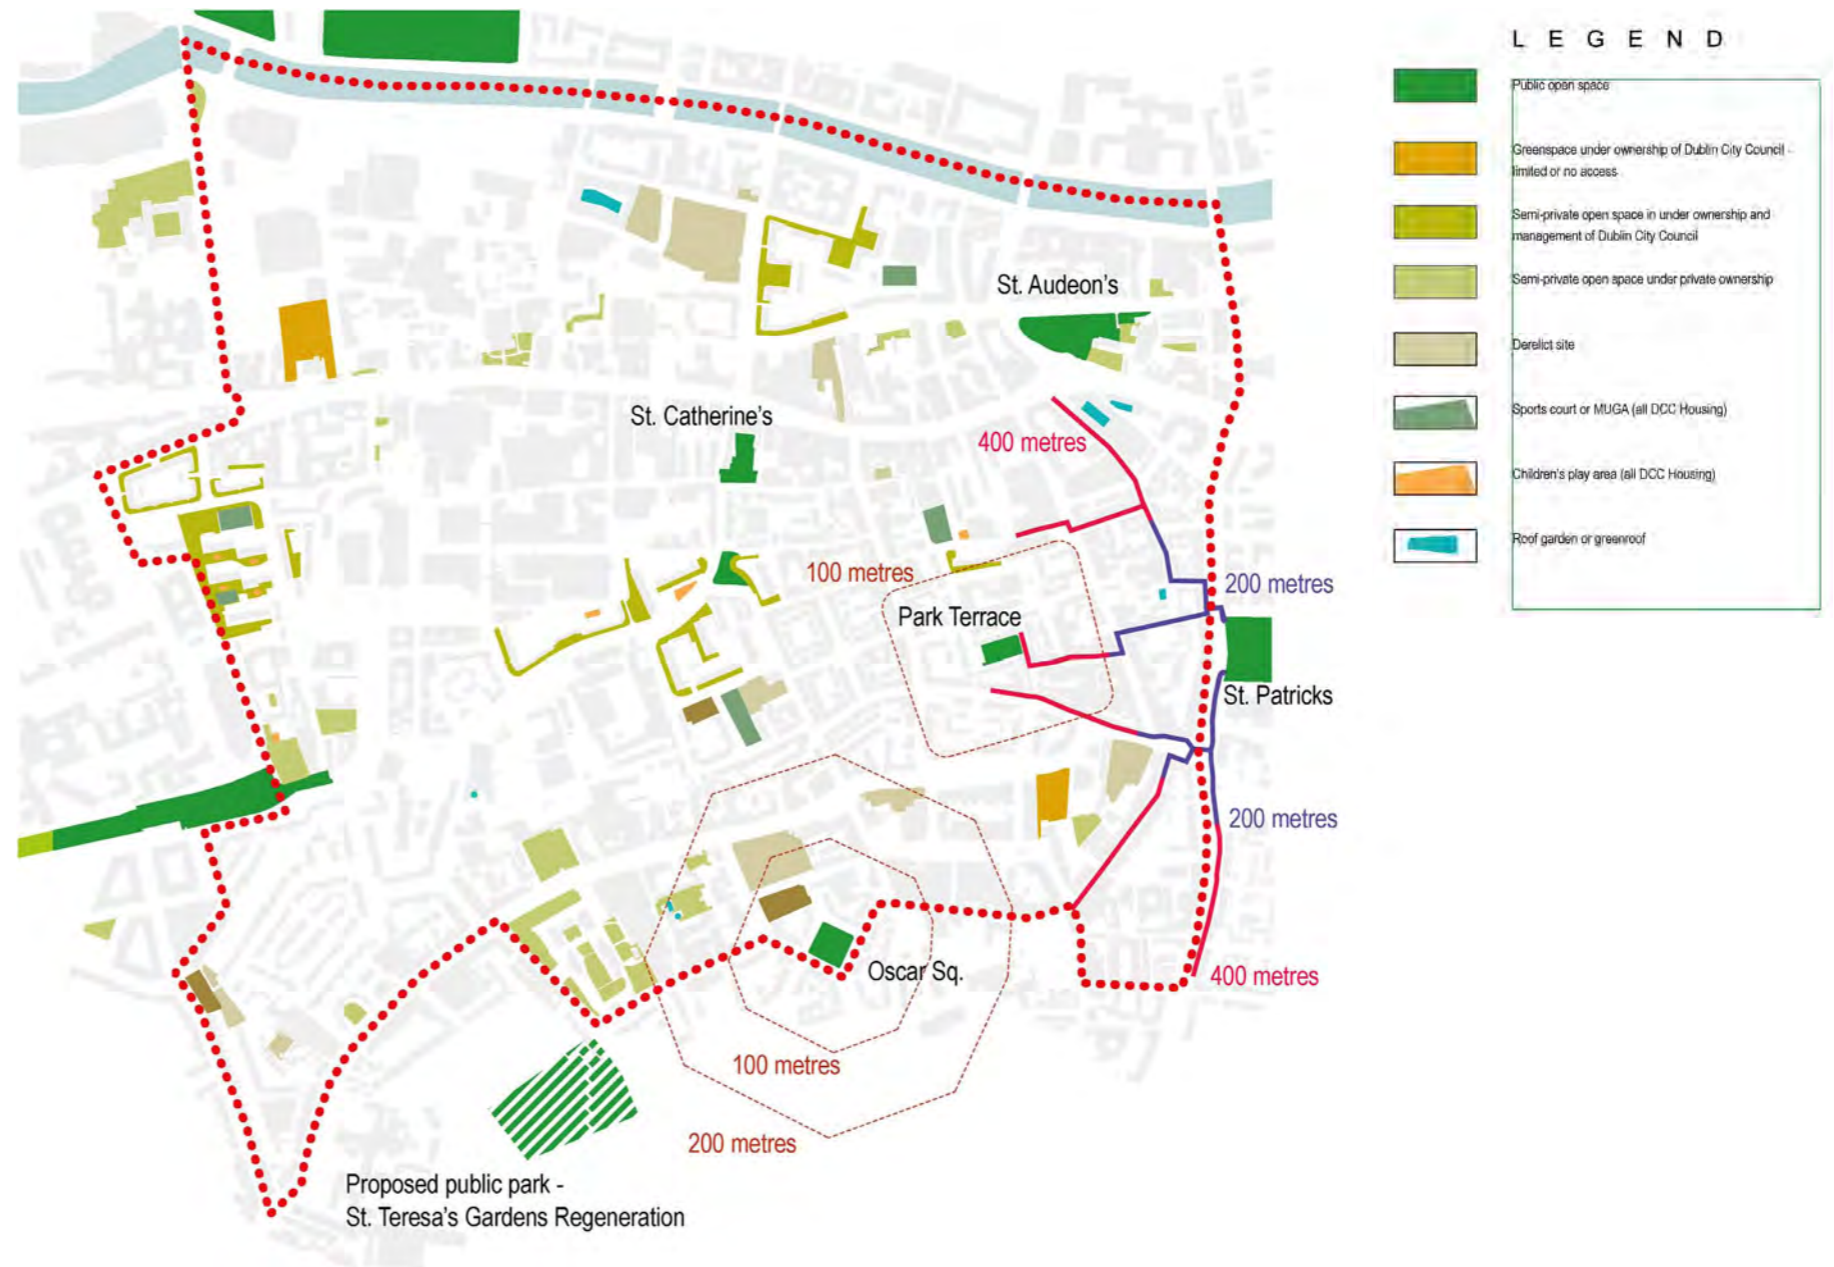 L E G E N D
Public open space
Greenspace under ownership of Dublin City Council -
limited or no access
Semi-private open space in under ownership and
management of Dublin City Council
Semi-private open space under private ownership
Derelict site
Sports court or MUGA (all DCC Housing)
Children's play area (all DCC Housing)
Roof garden or greenroof
St. Audeon's
St. Catherine's
400 metres
100 metres
200 metres
Park Terrace
St. Patricks
200 metres
Oscar Sq.
400 metres
100 metres
200 metres
Proposed public park -
St. Teresa's Gardens Regeneration